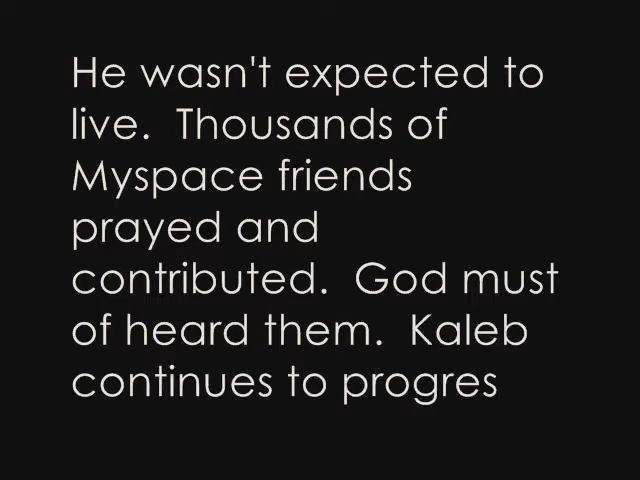 He wasn't expected to
live.  Thousands of
Myspace friends
prayed and
contributed.  God must
of heard them.  Kaleb
continues to progres